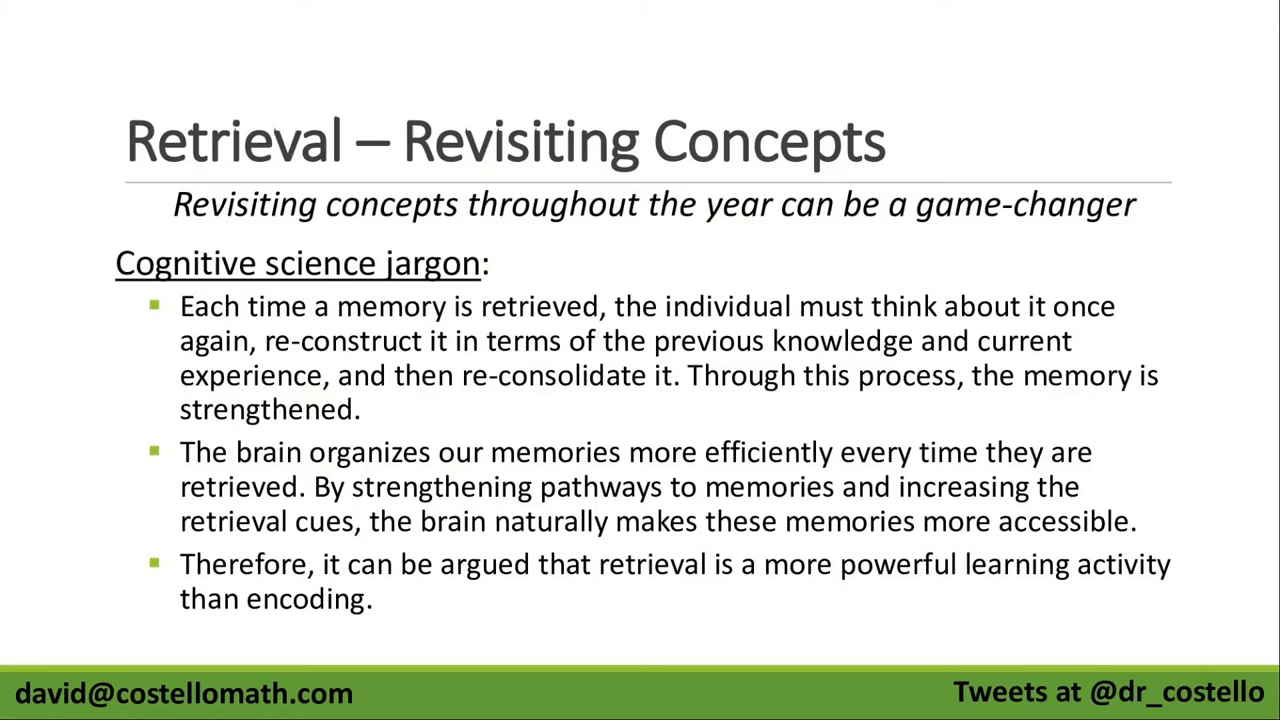 Retrieval – Revisiting Concepts
Revisiting concepts throughout the year can be a game-changer
Cognitive science jargon:
▪ Each time a memory is retrieved, the individual must think about it once
again, re-construct it in terms of the previous knowledge and current
experience, and then re-consolidate it. Through this process, the memory is
strengthened.
▪ The brain organizes our memories more efficiently every time they are
retrieved. By strengthening pathways to memories and increasing the
retrieval cues, the brain naturally makes these memories more accessible.
▪ Therefore, it can be argued that retrieval is a more powerful learning activity
than encoding.
david@costellomath.com
Tweets at @dr_costello